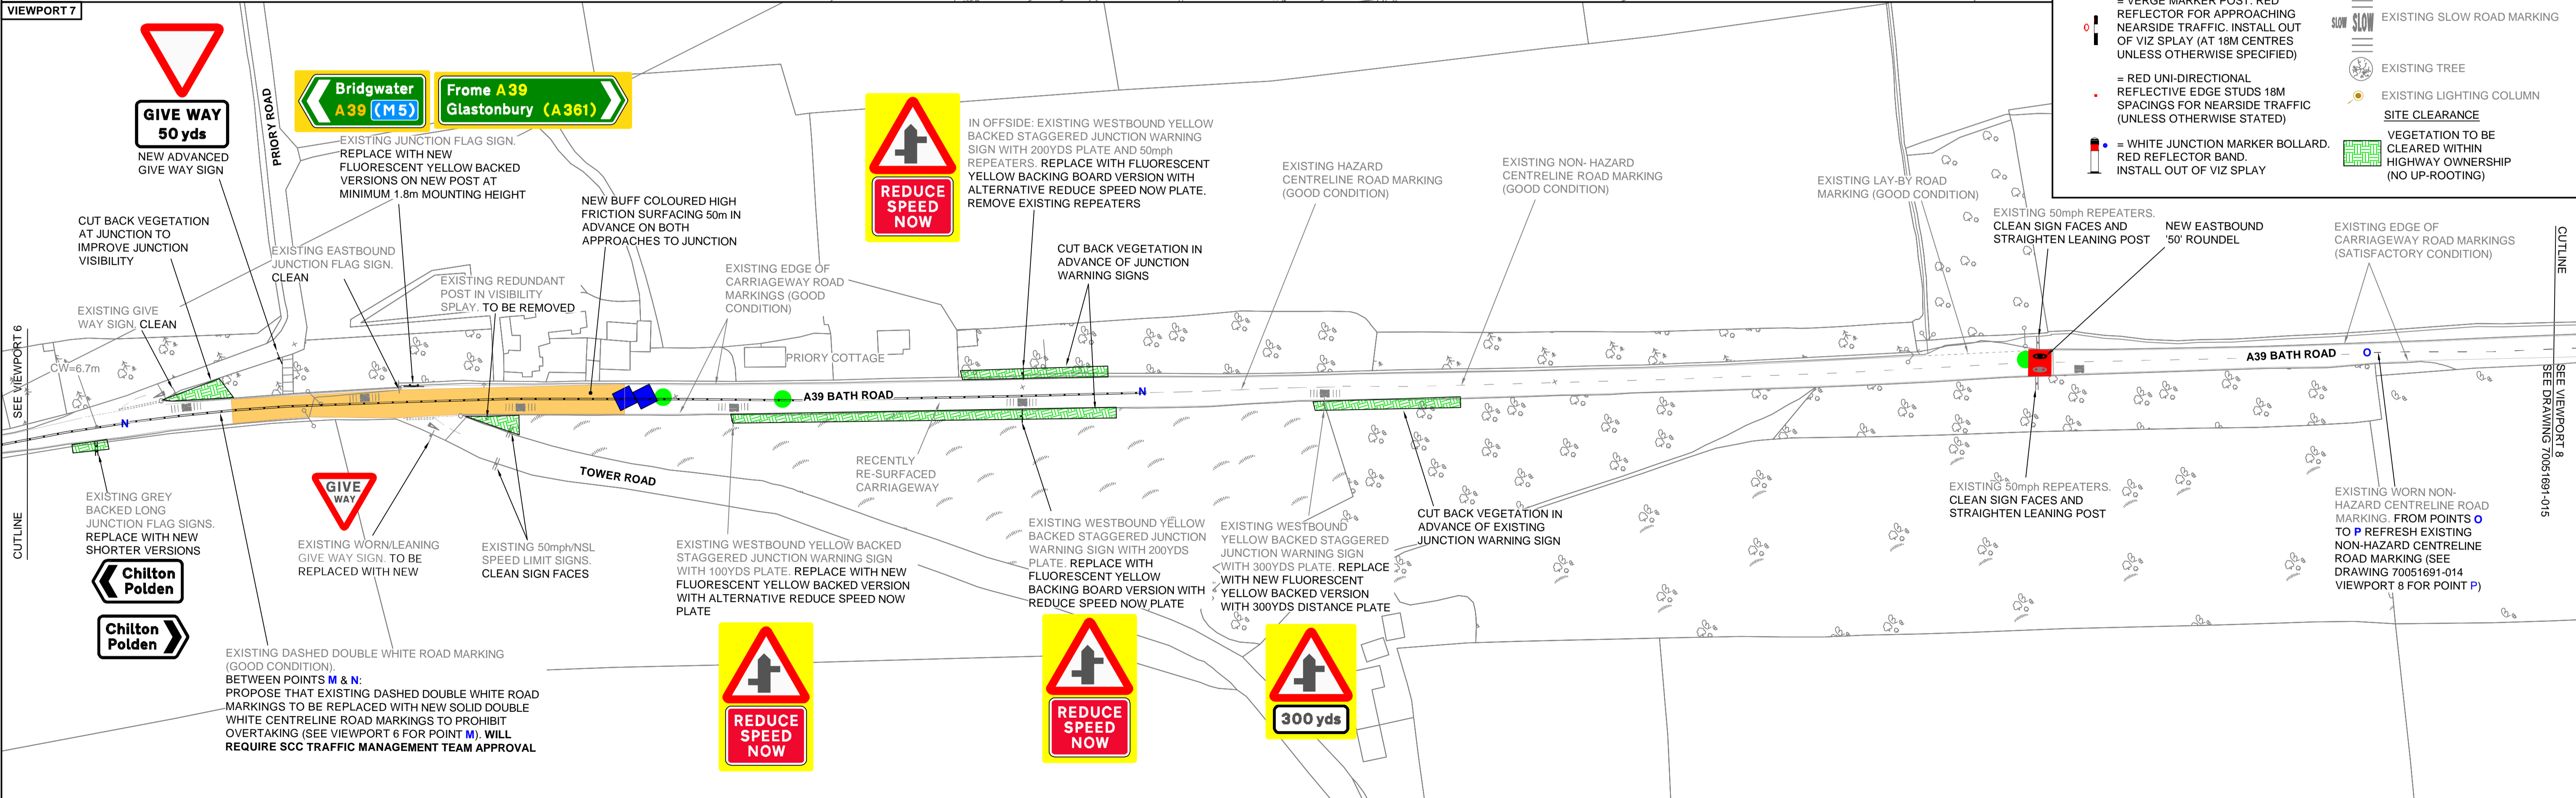 VIEWPORT 7
GIVE WAY
50 yds
NEW ADVANCED
GIVE WAY SIGN
PRIORY ROAD
Bridgwater
A39 (M5)
Frome A39
Glastonbury (A361)
EXISTING JUNCTION FLAG SIGN.
REPLACE WITH NEW
FLUORESCENT YELLOW BACKED
VERSIONS ON NEW POST AT
MINIMUM 1.8m MOUNTING HEIGHT
CUT BACK VEGETATION
AT JUNCTION TO
IMPROVE JUNCTION
VISIBILITY
EXISTING EASTBOUND
JUNCTION FLAG SIGN.
CLEAN
EXISTING GIVE
WAY SIGN. CLEAN
EXISTING REDUNDANT
POST IN VISIBILITY
SPLAY. TO BE REMOVED
NEW BUFF COLOURED HIGH
FRICTION SURFACING 50m IN
ADVANCE ON BOTH
APPROACHES TO JUNCTION
EXISTING EDGE OF
CARRIAGEWAY ROAD
MARKINGS (GOOD
CONDITION)
REDUCE
SPEED
NOW
IN OFFSIDE: EXISTING WESTBOUND YELLOW
BACKED STAGGERED JUNCTION WARNING
SIGN WITH 200YDS PLATE AND 50mph
REPEATERS. REPLACE WITH FLUORESCENT
YELLOW BACKING BOARD VERSION WITH
ALTERNATIVE REDUCE SPEED NOW PLATE.
REMOVE EXISTING REPEATERS
CUT BACK VEGETATION IN
ADVANCE OF JUNCTION
WARNING SIGNS
EXISTING HAZARD
CENTRELINE ROAD MARKING
(GOOD CONDITION)
EXISTING NON- HAZARD
CENTRELINE ROAD MARKING
(GOOD CONDITION)
EXISTING LAY-BY ROAD
MARKING (GOOD CONDITION)
EXISTING 50mph REPEATERS.
CLEAN SIGN FACES AND
STRAIGHTEN LEANING POST
NEW EASTBOUND
'50' ROUNDEL
EXISTING EDGE OF
CARRIAGEWAY ROAD MARKINGS
(SATISFACTORY CONDITION)
= VERGE MARKER POST. RED
REFLECTOR FOR APPROACHING
NEARSIDE TRAFFIC. INSTALL OUT
OF VIZ SPLAY (AT 18M CENTRES
UNLESS OTHERWISE SPECIFIED)
= RED UNI-DIRECTIONAL
REFLECTIVE EDGE STUDS 18M
SPACINGS FOR NEARSIDE TRAFFIC
(UNLESS OTHERWISE STATED)
= WHITE JUNCTION MARKER BOLLARD.
RED REFLECTOR BAND.
INSTALL OUT OF VIZ SPLAY
SLOW SLOW EXISTING SLOW ROAD MARKING
EXISTING TREE
EXISTING LIGHTING COLUMN
SITE CLEARANCE
VEGETATION TO BE
CLEARED WITHIN
HIGHWAY OWNERSHIP
(NO UP-ROOTING)
CUTLINE
SEE VIEWPORT 6
CW=6.7m
N
PRIORY COTTAGE
A39 BATH ROAD
N
A39 BATH ROAD
O
CUTLINE
SEE VIEWPORT 8
SEE DRAWING 70051691-015
TOWER ROAD
RECENTLY
RE-SURFACED
CARRIAGEWAY
EXISTING GREY
BACKED LONG
JUNCTION FLAG SIGNS.
REPLACE WITH NEW
SHORTER VERSIONS
Chilton
Polden
Chilton
Polden
GIVE
WAY
EXISTING WORN/LEANING
GIVE WAY SIGN. TO BE
REPLACED WITH NEW
EXISTING 50mph/NSL
SPEED LIMIT SIGNS.
CLEAN SIGN FACES
EXISTING WESTBOUND YELLOW BACKED
STAGGERED JUNCTION WARNING SIGN
WITH 100YDS PLATE. REPLACE WITH NEW
FLUORESCENT YELLOW BACKED VERSION
WITH ALTERNATIVE REDUCE SPEED NOW
PLATE
EXISTING WESTBOUND YELLOW
BACKED STAGGERED JUNCTION
WARNING SIGN WITH 200YDS
PLATE. REPLACE WITH
FLUORESCENT YELLOW
BACKING BOARD VERSION WITH
REDUCE SPEED NOW PLATE
EXISTING WESTBOUND
YELLOW BACKED STAGGERED
JUNCTION WARNING SIGN
WITH 300YDS PLATE. REPLACE
WITH NEW FLUORESCENT
YELLOW BACKED VERSION
WITH 300YDS DISTANCE PLATE
CUT BACK VEGETATION IN
ADVANCE OF EXISTING
JUNCTION WARNING SIGN
EXISTING 50mph REPEATERS.
CLEAN SIGN FACES AND
STRAIGHTEN LEANING POST
EXISTING WORN NON-
HAZARD CENTRELINE ROAD
MARKING. FROM POINTS O
TO P REFRESH EXISTING
NON-HAZARD CENTRELINE
ROAD MARKING (SEE
DRAWING 70051691-014
VIEWPORT 8 FOR POINT P)
EXISTING DASHED DOUBLE WHITE ROAD MARKING
(GOOD CONDITION).
BETWEEN POINTS M & N:
PROPOSE THAT EXISTING DASHED DOUBLE WHITE ROAD
MARKINGS TO BE REPLACED WITH NEW SOLID DOUBLE
WHITE CENTRELINE ROAD MARKINGS TO PROHIBIT
OVERTAKING (SEE VIEWPORT 6 FOR POINT M). WILL
REQUIRE SCC TRAFFIC MANAGEMENT TEAM APPROVAL
REDUCE
SPEED
NOW
REDUCE
SPEED
NOW
300 yds